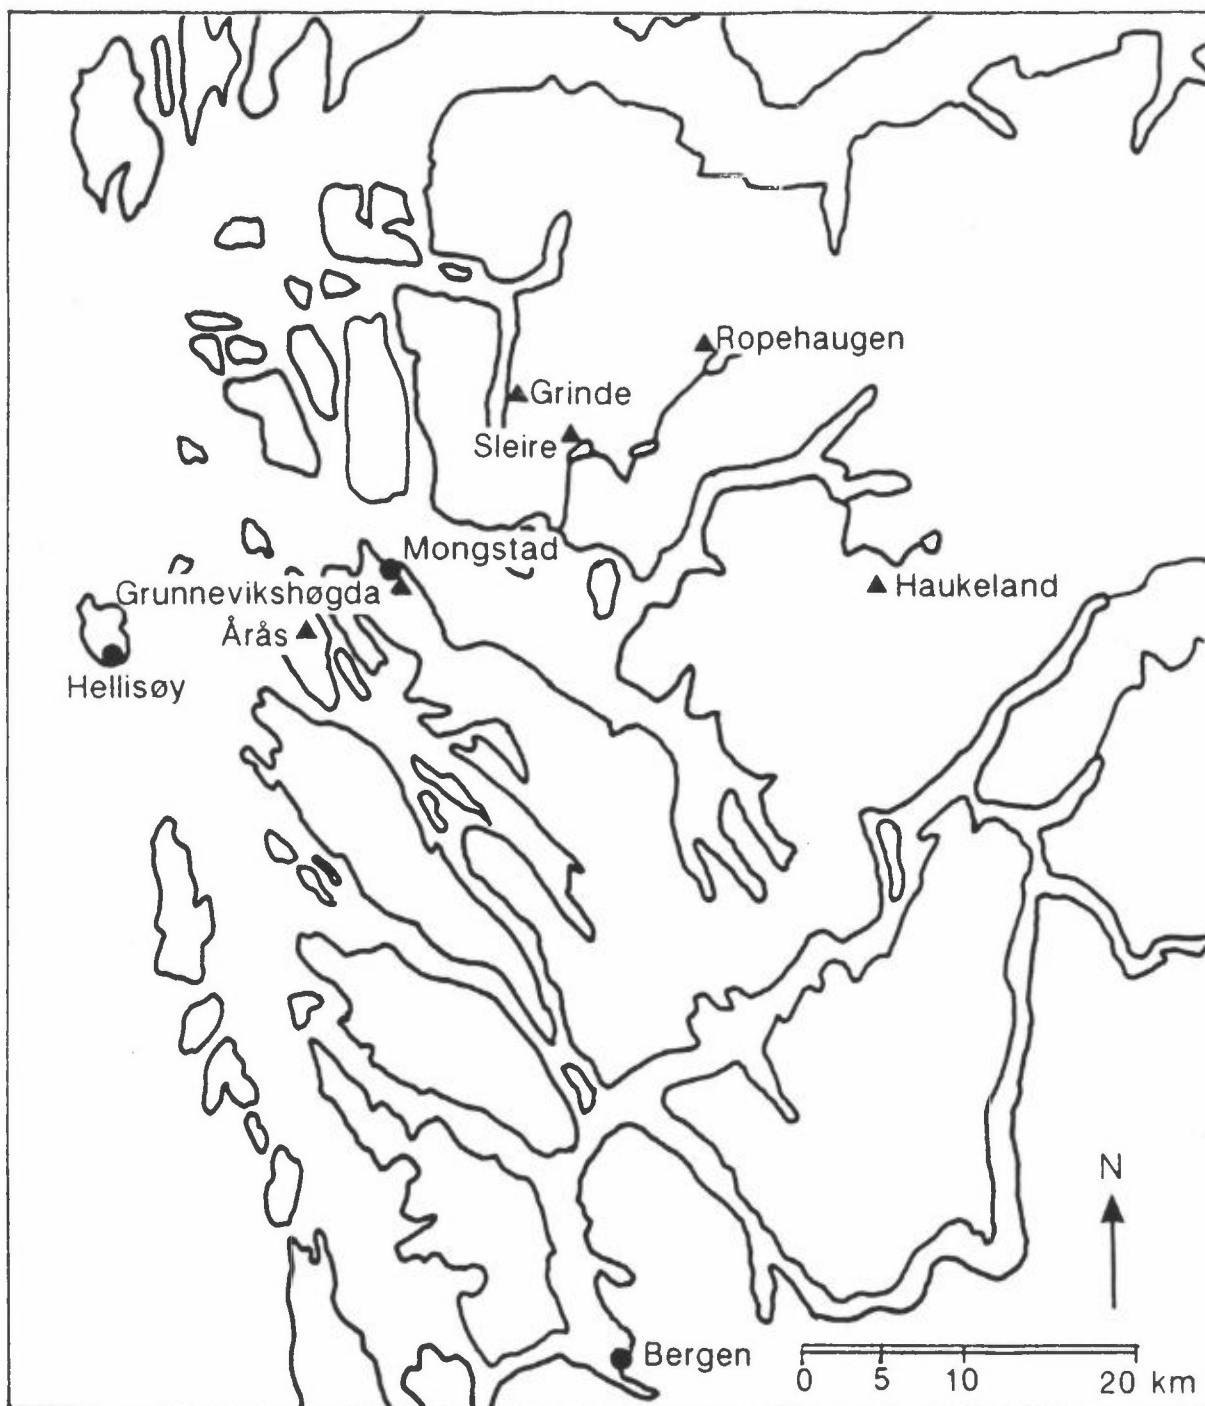 Ropehaugen
Grinde
Sleire
Mongstad
Grunnevikshøgda
Haukeland
Årås
Hellisøy
N
Bergen
0 5 10 20 km